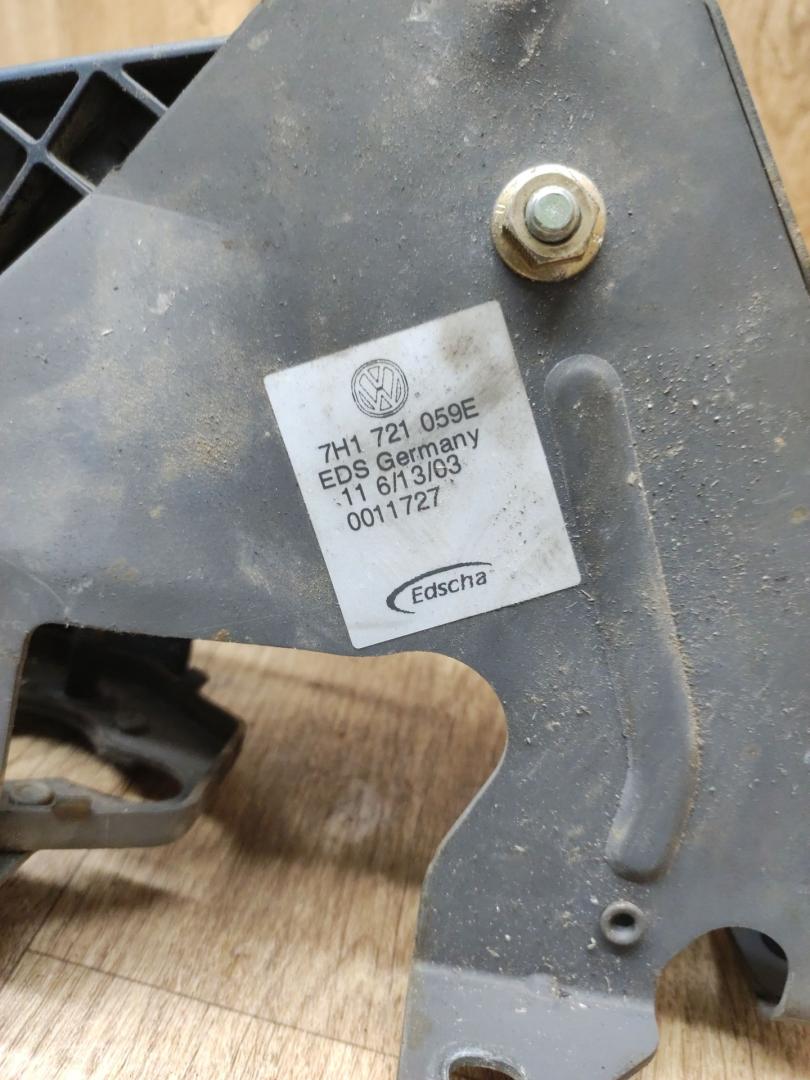 VW
7H1 721 059E
EDS Germany
11 6/13/03
0011727
Edscha